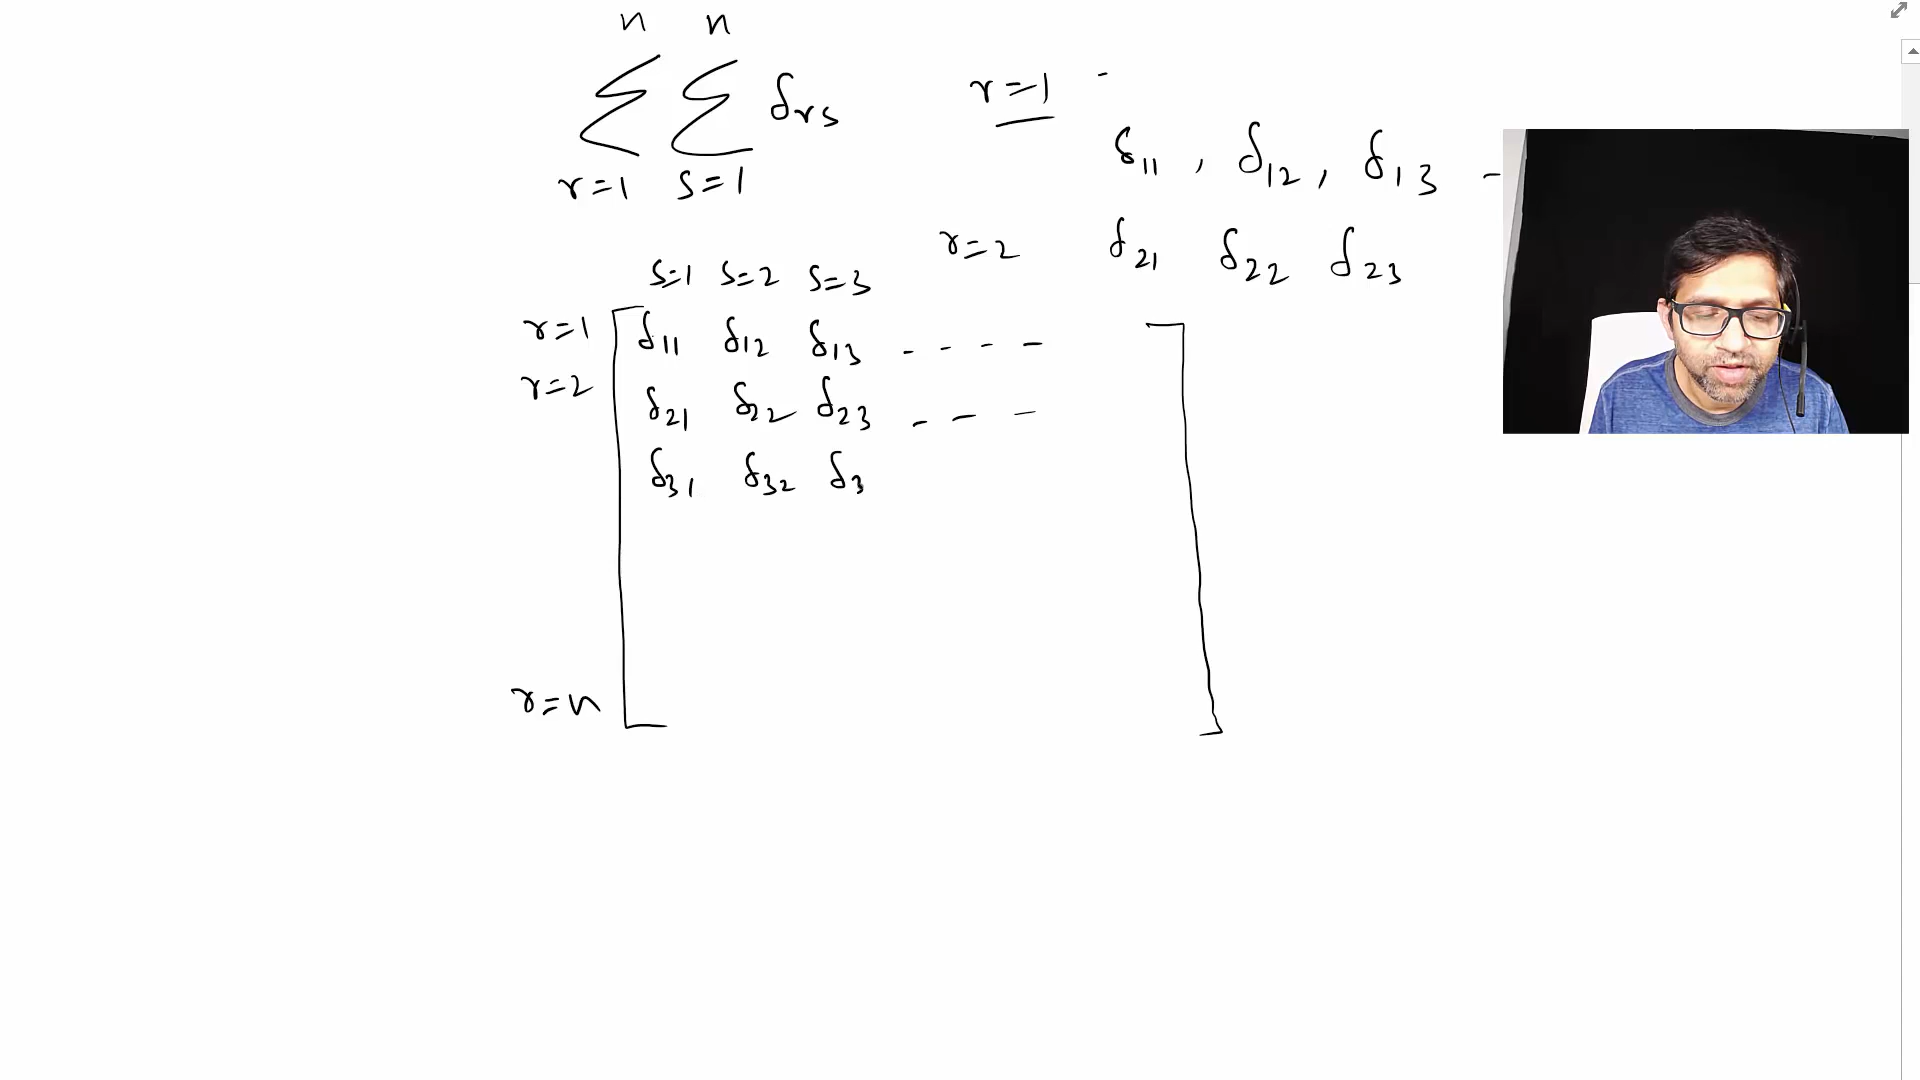 n n
Σ Σ δrs
r=1 s=1
r=1 -
δ11 , δ12 , δ13 -
r=2 δ21 δ22 δ23
s=1 s=2 s=3
r=1 δ11 δ12 δ13 - - - -
r=2 δ21 δ22 δ23 - - -
δ31 δ32 δ3
r=n